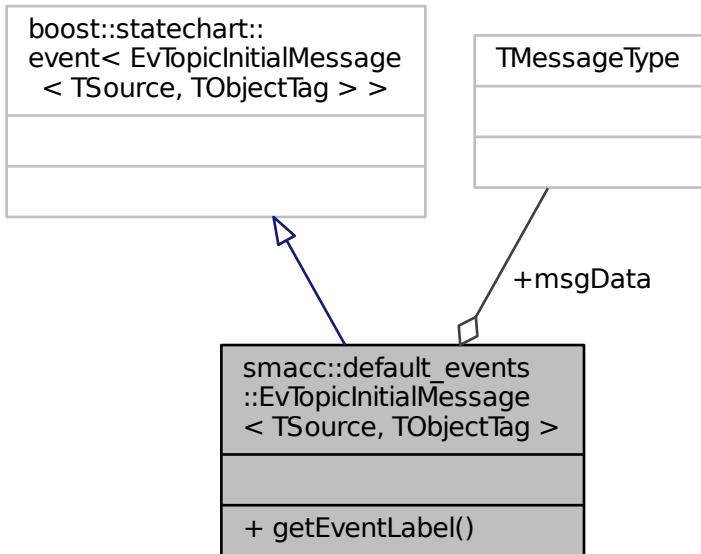 boost::statechart::
event< EvTopicInitialMessage
< TSource, TObjectTag > >
TMessageType
+msgData
smacc::default_events
::EvTopicInitialMessage
< TSource, TObjectTag >
+ getEventLabel()